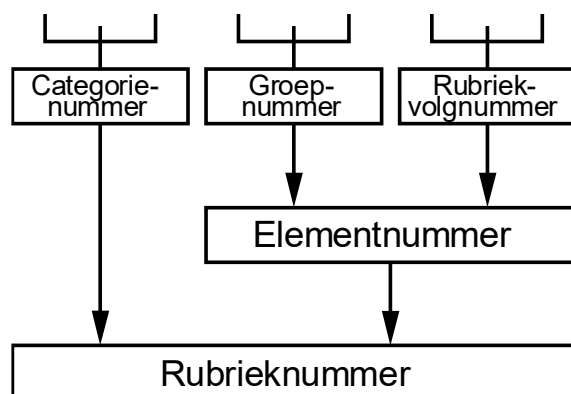 Categorie-
nummer
Groep-
nummer
Rubriek-
volgnummer
Elementnummer
Rubrieknummer